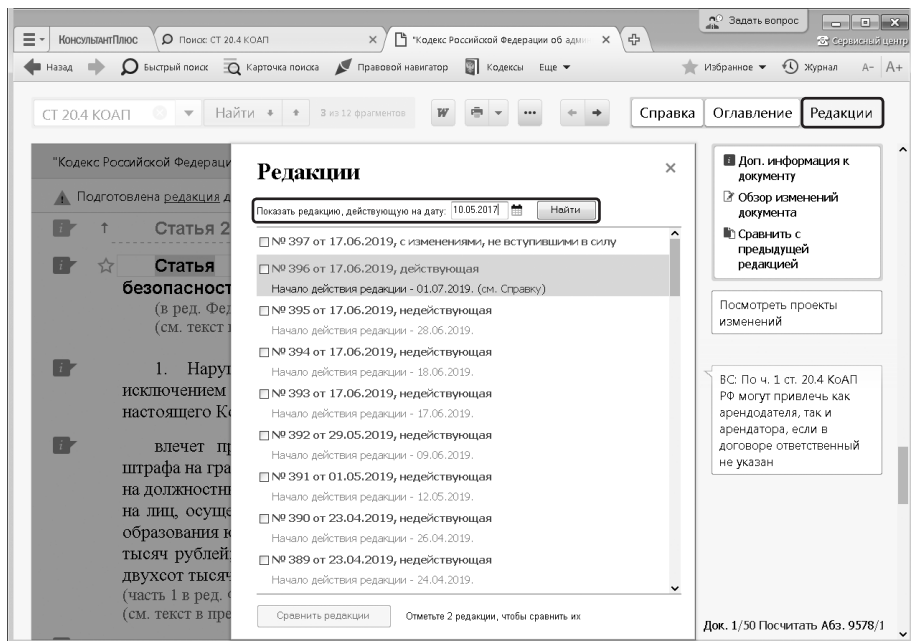 Задать вопрос
КонсультантПлюс
Поиск: СТ 20.4 КОАП
"Кодекс Российской Федерации об адми
Сервисный центр
Назад
Быстрый поиск
Карточка поиска
Правовой навигатор
Кодексы
Еще
Избранное
Журнал
А-
А+
СТ 20.4 КОАП
Найти
3 из 12 фрагментов
W
Справка
Оглавление
Редакции
"Кодекс Российской Федераци
Подготовлена редакция д
Статья 2
Статья
безопасност
(в ред. Фед
(см. текст
1. Нару
исключением
настоящего Ко
влечет пр
штрафа на гра
на должностны
на лиц, осуще
образования ю
тысяч рублей;
двухсот тысяч
(часть 1 в ред. Ф
(см. текст в пре
Редакции
Показать редакцию, действующую на дату: 10.05.2017 Найти
№ 397 от 17.06.2019, с изменениями, не вступившими в силу
№ 396 от 17.06.2019, действующая
Начало действия редакции - 01.07.2019. (см. Справку)
№ 395 от 17.06.2019, недействующая
Начало действия редакции - 28.06.2019.
№ 394 от 17.06.2019, недействующая
Начало действия редакции - 18.06.2019.
№ 393 от 17.06.2019, недействующая
Начало действия редакции - 17.06.2019.
№ 392 от 29.05.2019, недействующая
Начало действия редакции - 09.06.2019.
№ 391 от 01.05.2019, недействующая
Начало действия редакции - 12.05.2019.
№ 390 от 23.04.2019, недействующая
Начало действия редакции - 26.04.2019.
№ 389 от 23.04.2019, недействующая
Начало действия редакции - 24.04.2019.
Сравнить редакции
Отметьте 2 редакции, чтобы сравнить их
Доп. информация к
документу
Обзор изменений
документа
Сравнить с
предыдущей
редакцией
Посмотреть проекты
изменений
ВС: По ч. 1 ст. 20.4 КоАП
РФ могут привлечь как
арендодателя, так и
арендатора, если в
договоре ответственный
не указан
Док. 1/50 Посчитать Абз. 9578/1